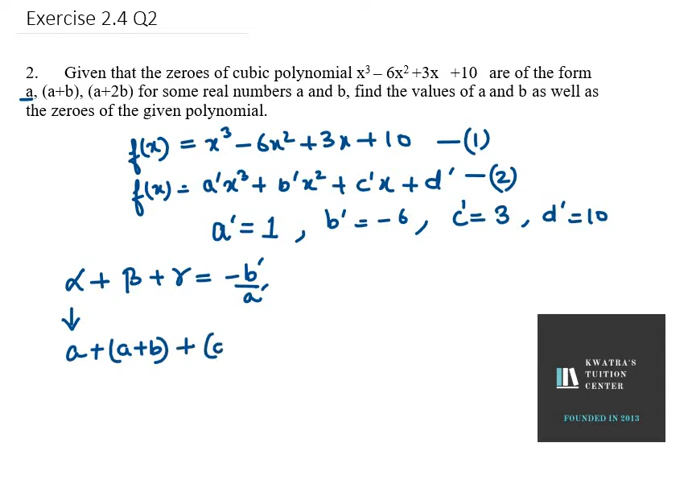 Exercise 2.4 Q2
2. Given that the zeroes of cubic polynomial x³ – 6x² +3x +10 are of the form
a, (a+b), (a+2b) for some real numbers a and b, find the values of a and b as well as
the zeroes of the given polynomial.
f(x) = x³ – 6x² + 3x + 10 — (1)
f(x) = a'x³ + b'x² + c'x + d' — (2)
a' = 1 , b' = – 6 , c' = 3 , d' = 10
α + β + γ = –b'/a'
↓
a + (a+b) + (c
KWATRA'S
TUITION
CENTER
FOUNDED IN 2013